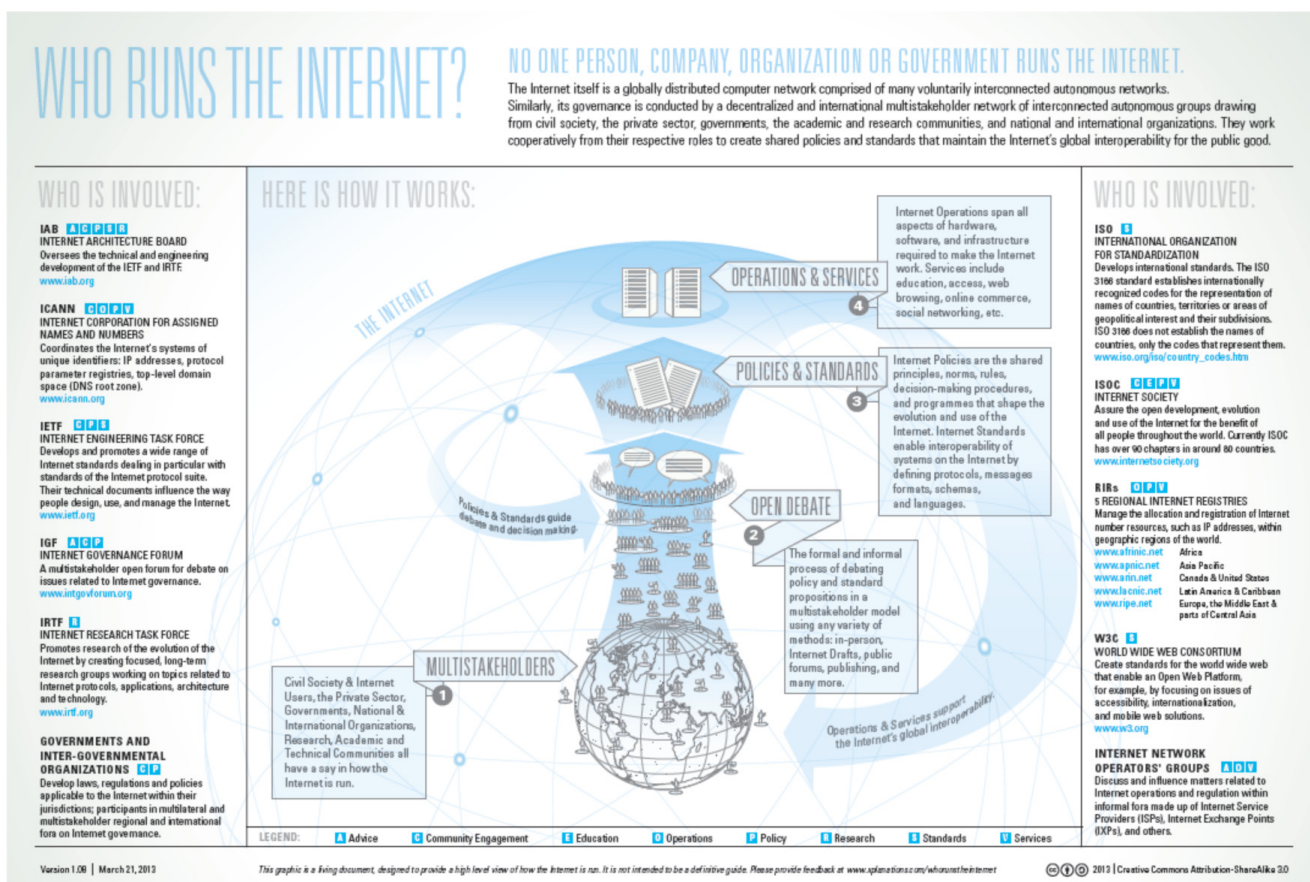 WHO RUNS THE INTERNET?
NO ONE PERSON, COMPANY, ORGANIZATION OR GOVERNMENT RUNS THE INTERNET.
The Internet itself is a globally distributed computer network comprised of many voluntarily interconnected autonomous networks.
Similarly, its governance is conducted by a decentralized and international multistakeholder network of interconnected autonomous groups drawing
from civil society, the private sector, governments, the academic and research communities, and national and international organizations. They work
cooperatively from their respective roles to create shared policies and standards that maintain the Internet's global interoperability for the public good.
WHO IS INVOLVED:
IAB A C P S R
INTERNET ARCHITECTURE BOARD
Oversees the technical and engineering
development of the IETF and IRTF.
www.iab.org
ICANN C O P V
INTERNET CORPORATION FOR ASSIGNED
NAMES AND NUMBERS
Coordinates the Internet's systems of
unique identifiers: IP addresses, protocol
parameter registries, top-level domain
space (DNS root zone).
www.icann.org
IETF C P S
INTERNET ENGINEERING TASK FORCE
Develops and promotes a wide range of
Internet standards dealing in particular with
standards of the Internet protocol suite.
Their technical documents influence the way
people design, use, and manage the Internet.
www.ietf.org
IGF A C P
INTERNET GOVERNANCE FORUM
A multistakeholder open forum for debate on
issues related to Internet governance.
www.intgovforum.org
IRTF R
INTERNET RESEARCH TASK FORCE
Promotes research of the evolution of the
Internet by creating focused, long-term
research groups working on topics related to
Internet protocols, applications, architecture
and technology.
www.irtf.org
GOVERNMENTS AND
INTER-GOVERNMENTAL
ORGANIZATIONS C P
Develop laws, regulations and policies
applicable to the Internet within their
jurisdictions; participants in multilateral and
multistakeholder regional and international
fora on Internet governance.
HERE IS HOW IT WORKS:
THE INTERNET
OPERATIONS & SERVICES
4
Internet Operations span all
aspects of hardware,
software, and infrastructure
required to make the Internet
work. Services include
education, access, web
browsing, online commerce,
social networking, etc.
POLICIES & STANDARDS
3
Internet Policies are the shared
principles, norms, rules,
decision-making procedures,
and programmes that shape the
evolution and use of the
Internet. Internet Standards
enable interoperability of
systems on the Internet by
defining protocols, messages
formats, schemas,
and languages.
Policies & Standards guide
debate and decision making.
OPEN DEBATE
2
The formal and informal
process of debating
policy and standard
propositions in a
multistakeholder model
using any variety of
methods: in-person,
Internet Drafts, public
forums, publishing, and
many more.
MULTISTAKEHOLDERS
1
Civil Society & Internet
Users, the Private Sector,
Governments, National &
International Organizations,
Research, Academic and
Technical Communities all
have a say in how the
Internet is run.
Operations & Services support
the Internet's global interoperability.
LEGEND: A Advice C Community Engagement E Education O Operations P Policy R Research S Standards V Services
WHO IS INVOLVED:
ISO S
INTERNATIONAL ORGANIZATION
FOR STANDARDIZATION
Develops international standards. The ISO
3166 standard establishes internationally
recognized codes for the representation of
names of countries, territories or areas of
geopolitical interest and their subdivisions.
ISO 3166 does not establish the names of
countries, only the codes that represent them.
www.iso.org/iso/country_codes.htm
ISOC C E P V
INTERNET SOCIETY
Assure the open development, evolution
and use of the Internet for the benefit of
all people throughout the world. Currently ISOC
has over 90 chapters in around 80 countries.
www.internetsociety.org
RIRs O P V
5 REGIONAL INTERNET REGISTRIES
Manage the allocation and registration of Internet
number resources, such as IP addresses, within
geographic regions of the world.
www.afrinic.net Africa
www.apnic.net Asia Pacific
www.arin.net Canada & United States
www.lacnic.net Latin America & Caribbean
www.ripe.net Europe, the Middle East &
parts of Central Asia
W3C S
WORLD WIDE WEB CONSORTIUM
Create standards for the world wide web
that enable an Open Web Platform,
for example, by focusing on issues of
accessibility, internationalization,
and mobile web solutions.
www.w3.org
INTERNET NETWORK
OPERATORS' GROUPS A O V
Discuss and influence matters related to
Internet operations and regulation within
informal fora made up of Internet Service
Providers (ISPs), Internet Exchange Points
(IXPs), and others.
Version 1.0B | March 21, 2013
This graphic is a living document, designed to provide a high level view of how the Internet is run. It is not intended to be a definitive guide. Please provide feedback at www.xplanations.com/whorunstheinternet
2013 | Creative Commons Attribution-ShareAlike 3.0